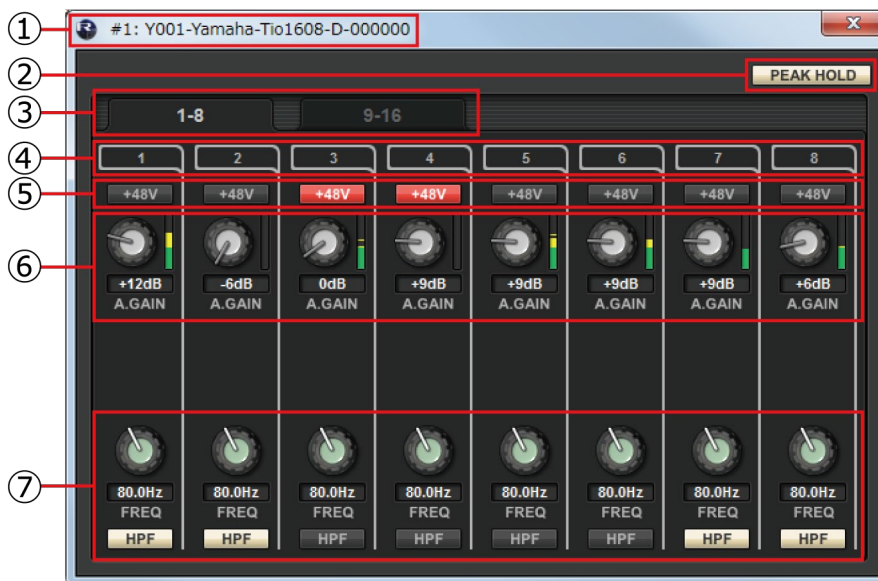 ① #1: Y001-Yamaha-Tio1608-D-000000 X
② PEAK HOLD
③ 1-8 9-16
④ 1 2 3 4 5 6 7 8
⑤ +48V +48V +48V +48V +48V +48V +48V +48V
⑥
+12dB -6dB 0dB +9dB +9dB +9dB +9dB +6dB
A.GAIN A.GAIN A.GAIN A.GAIN A.GAIN A.GAIN A.GAIN A.GAIN
⑦
80.0Hz 80.0Hz 80.0Hz 80.0Hz 80.0Hz 80.0Hz 80.0Hz 80.0Hz
FREQ FREQ FREQ FREQ FREQ FREQ FREQ FREQ
HPF HPF HPF HPF HPF HPF HPF HPF